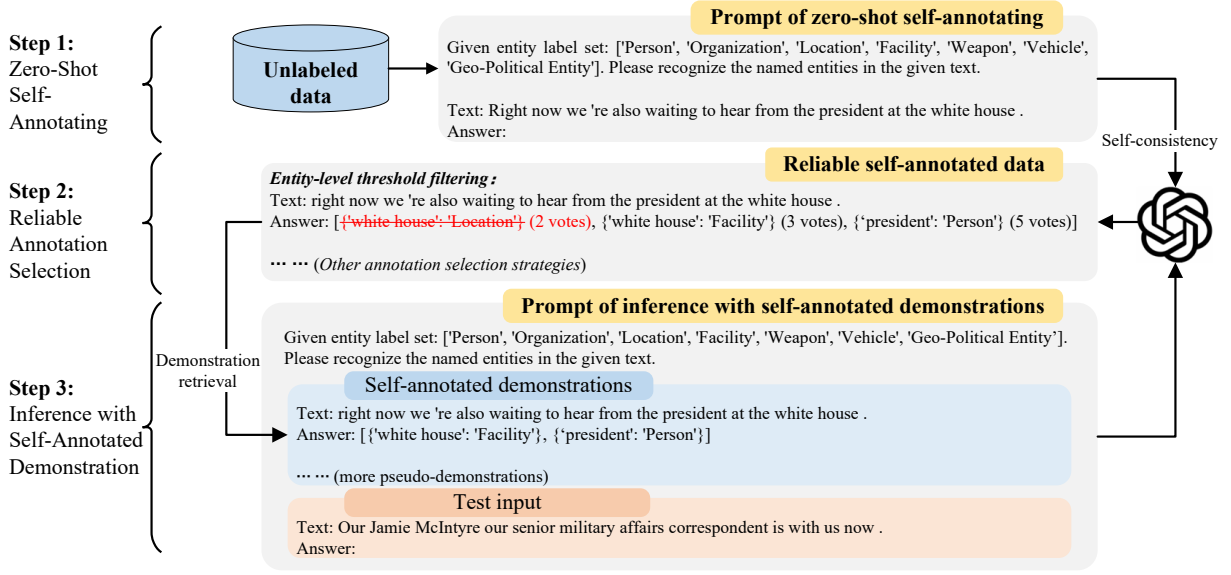 Step 1:
Zero-Shot
Self-
Annotating
Unlabeled
data
Prompt of zero-shot self-annotating
Given entity label set: ['Person', 'Organization', 'Location', 'Facility', 'Weapon', 'Vehicle',
'Geo-Political Entity']. Please recognize the named entities in the given text.
Text: Right now we 're also waiting to hear from the president at the white house .
Answer:
Self-consistency
Step 2:
Reliable
Annotation
Selection
Reliable self-annotated data
Entity-level threshold filtering:
Text: right now we 're also waiting to hear from the president at the white house .
Answer: [{'white house': 'Location'} (2 votes), {'white house': 'Facility'} (3 votes), {‘president': 'Person'} (5 votes)]
... ... (Other annotation selection strategies)
Demonstration
retrieval
Step 3:
Inference with
Self-Annotated
Demonstration
Prompt of inference with self-annotated demonstrations
Given entity label set: ['Person', 'Organization', 'Location', 'Facility', 'Weapon', 'Vehicle', 'Geo-Political Entity’].
Please recognize the named entities in the given text.
Self-annotated demonstrations
Text: right now we 're also waiting to hear from the president at the white house .
Answer: [{'white house': 'Facility'}, {‘president': 'Person'}]
... ... (more pseudo-demonstrations)
Test input
Text: Our Jamie McIntyre our senior military affairs correspondent is with us now .
Answer: